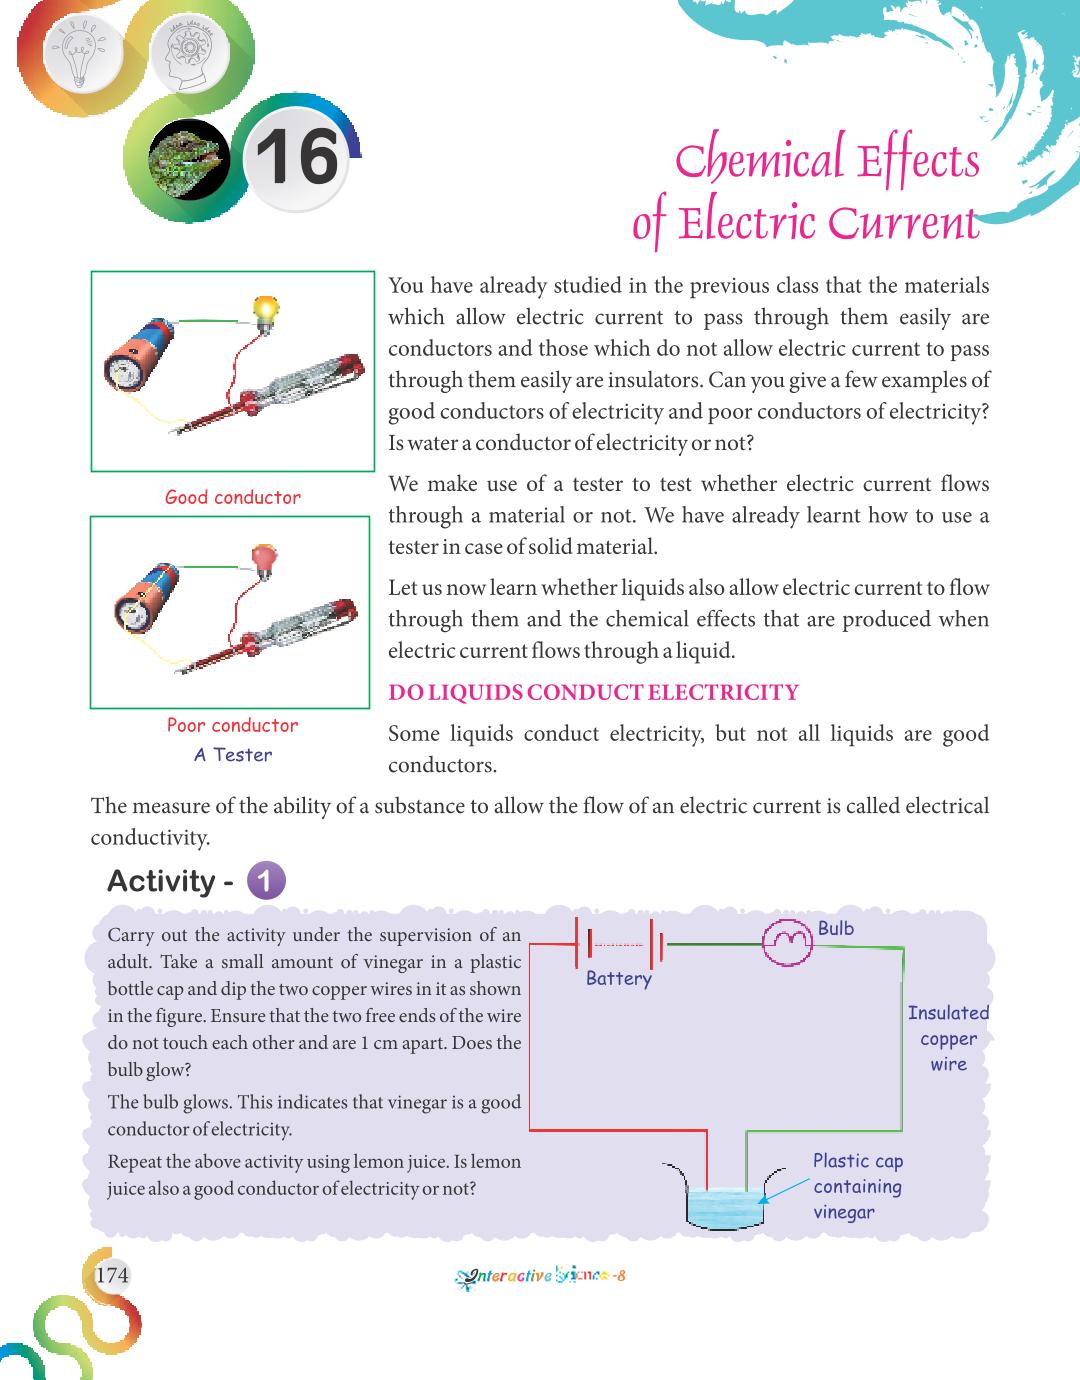 16
Chemical Effects
of Electric Current
You have already studied in the previous class that the materials
which allow electric current to pass through them easily are
conductors and those which do not allow electric current to pass
through them easily are insulators. Can you give a few examples of
good conductors of electricity and poor conductors of electricity?
Is water a conductor of electricity or not?
Good conductor
We make use of a tester to test whether electric current flows
through a material or not. We have already learnt how to use a
tester in case of solid material.
Let us now learn whether liquids also allow electric current to flow
through them and the chemical effects that are produced when
electric current flows through a liquid.
Poor conductor
A Tester
DO LIQUIDS CONDUCT ELECTRICITY
Some liquids conduct electricity, but not all liquids are good
conductors.
The measure of the ability of a substance to allow the flow of an electric current is called electrical
conductivity.
Activity - 1
Carry out the activity under the supervision of an
adult. Take a small amount of vinegar in a plastic
bottle cap and dip the two copper wires in it as shown
in the figure. Ensure that the two free ends of the wire
do not touch each other and are 1 cm apart. Does the
bulb glow?
The bulb glows. This indicates that vinegar is a good
conductor of electricity.
Repeat the above activity using lemon juice. Is lemon
juice also a good conductor of electricity or not?
Bulb
Battery
Insulated
copper
wire
Plastic cap
containing
vinegar
174
Interactive Science-8